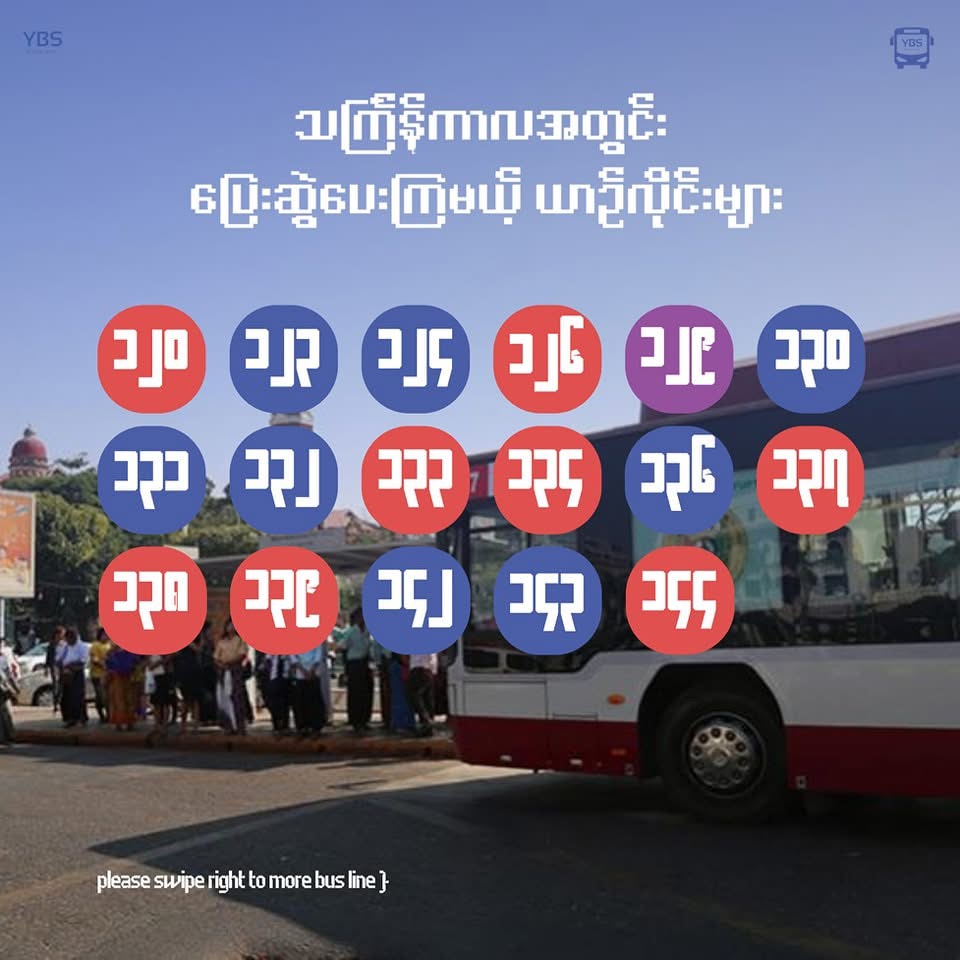 YBS
YBS
သင်္ကြန်ကာလအတွင်း
ပြေးဆွဲပေးကြမယ့် ယာဉ်လိုင်းများ
၁၂၀ ၁၂၃ ၁၂၄ ၁၂၆ ၁၂၉ ၁၃၀
၁၃၁ ၁၃၂ ၁၃၃ ၁၃၄ ၁၃၆ ၁၃၇
၁၃၈ ၁၃၉ ၁၄၂ ၁၄၃ ၁၄၄
please swipe right to more bus line }